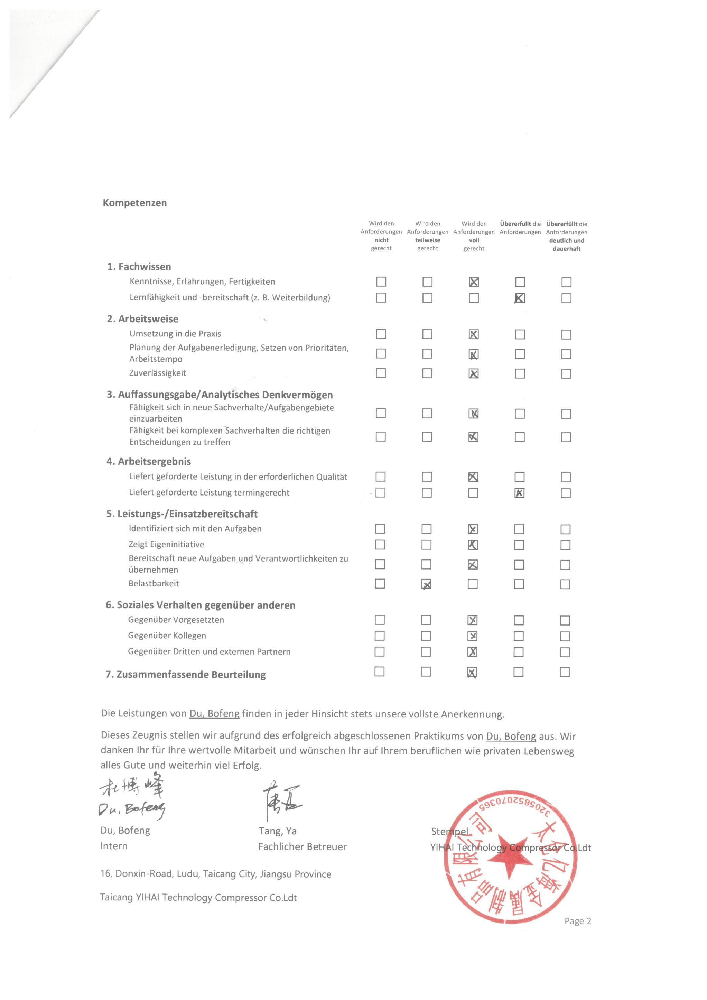 Kompetenzen
Wird den Anforderungen nicht gerecht
Wird den Anforderungen teilweise gerecht
Wird den Anforderungen voll gerecht
Übererfüllt die Anforderungen
Übererfüllt die Anforderungen deutlich und dauerhaft
1. Fachwissen
Kenntnisse, Erfahrungen, Fertigkeiten
Lernfähigkeit und -bereitschaft (z. B. Weiterbildung)
2. Arbeitsweise
Umsetzung in die Praxis
Planung der Aufgabenerledigung, Setzen von Prioritäten,
Arbeitstempo
Zuverlässigkeit
3. Auffassungsgabe/Analytisches Denkvermögen
Fähigkeit sich in neue Sachverhalte/Aufgabengebiete
einzuarbeiten
Fähigkeit bei komplexen Sachverhalten die richtigen
Entscheidungen zu treffen
4. Arbeitsergebnis
Liefert geforderte Leistung in der erforderlichen Qualität
Liefert geforderte Leistung termingerecht
5. Leistungs-/Einsatzbereitschaft
Identifiziert sich mit den Aufgaben
Zeigt Eigeninitiative
Bereitschaft neue Aufgaben und Verantwortlichkeiten zu
übernehmen
Belastbarkeit
6. Soziales Verhalten gegenüber anderen
Gegenüber Vorgesetzten
Gegenüber Kollegen
Gegenüber Dritten und externen Partnern
7. Zusammenfassende Beurteilung
Die Leistungen von Du, Bofeng finden in jeder Hinsicht stets unsere vollste Anerkennung.
Dieses Zeugnis stellen wir aufgrund des erfolgreich abgeschlossenen Praktikums von Du, Bofeng aus. Wir
danken Ihr für Ihre wertvolle Mitarbeit und wünschen Ihr auf Ihrem beruflichen wie privaten Lebensweg
alles Gute und weiterhin viel Erfolg.
杜博峰
Du, Bofeng
唐亚
Du, Bofeng
Intern
Tang, Ya
Fachlicher Betreuer
Stempel
YIHAI Technology Compressor Co.Ldt
太仓亿海金属制品有限公司
3205852070365
16, Donxin-Road, Ludu, Taicang City, Jiangsu Province
Taicang YIHAI Technology Compressor Co.Ldt
Page 2